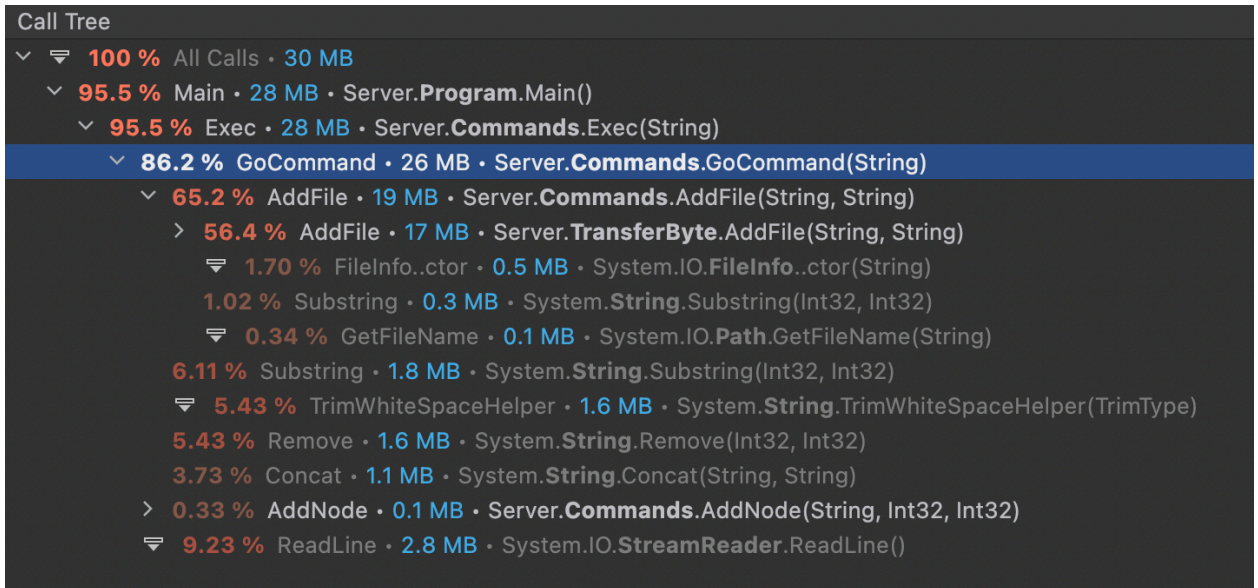 Call Tree
100 % All Calls • 30 MB
95.5 % Main • 28 MB • Server.Program.Main()
95.5 % Exec • 28 MB • Server.Commands.Exec(String)
86.2 % GoCommand • 26 MB • Server.Commands.GoCommand(String)
65.2 % AddFile • 19 MB • Server.Commands.AddFile(String, String)
56.4 % AddFile • 17 MB • Server.TransferByte.AddFile(String, String)
1.70 % FileInfo..ctor • 0.5 MB • System.IO.FileInfo..ctor(String)
1.02 % Substring • 0.3 MB • System.String.Substring(Int32, Int32)
0.34 % GetFileName • 0.1 MB • System.IO.Path.GetFileName(String)
6.11 % Substring • 1.8 MB • System.String.Substring(Int32, Int32)
5.43 % TrimWhiteSpaceHelper • 1.6 MB • System.String.TrimWhiteSpaceHelper(TrimType)
5.43 % Remove • 1.6 MB • System.String.Remove(Int32, Int32)
3.73 % Concat • 1.1 MB • System.String.Concat(String, String)
0.33 % AddNode • 0.1 MB • Server.Commands.AddNode(String, Int32, Int32)
9.23 % ReadLine • 2.8 MB • System.IO.StreamReader.ReadLine()